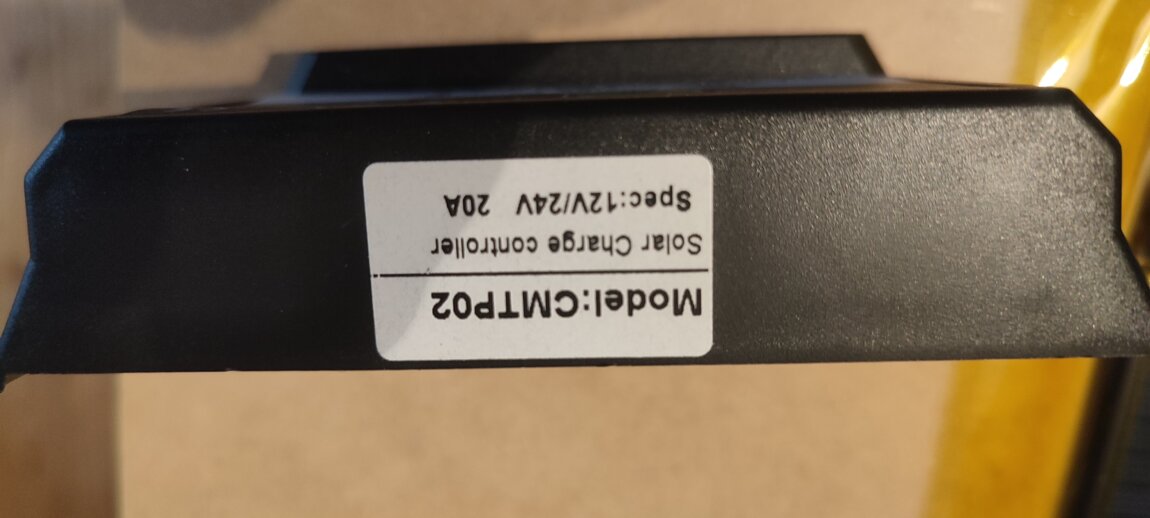 Model:CMTP02
Solar Charge controller
Spec:12V/24V 20A